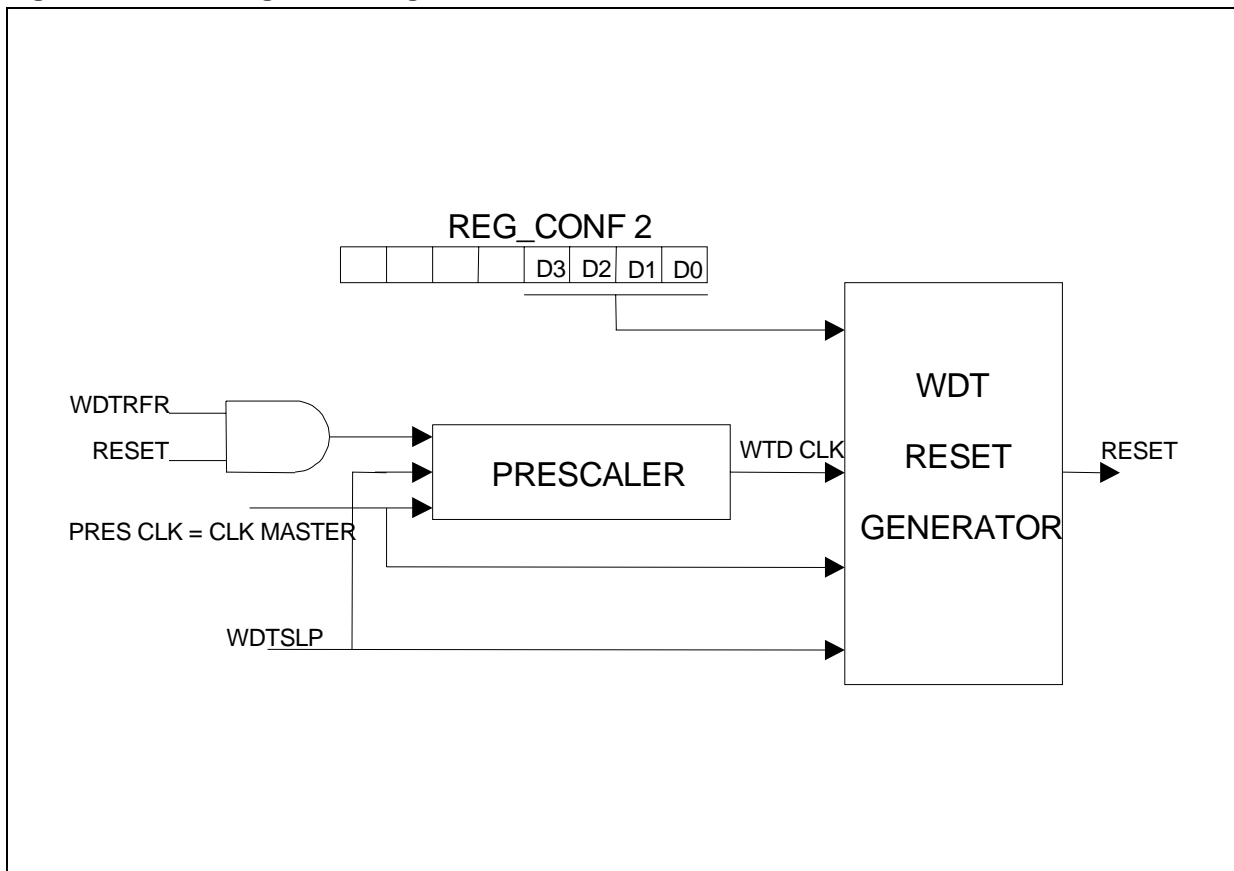 REG_CONF 2
D3 D2 D1 D0
WDT
RESET
GENERATOR
WDTRFR
RESET
PRESCALER
WTD CLK
RESET
PRES CLK = CLK MASTER
WDTSLP